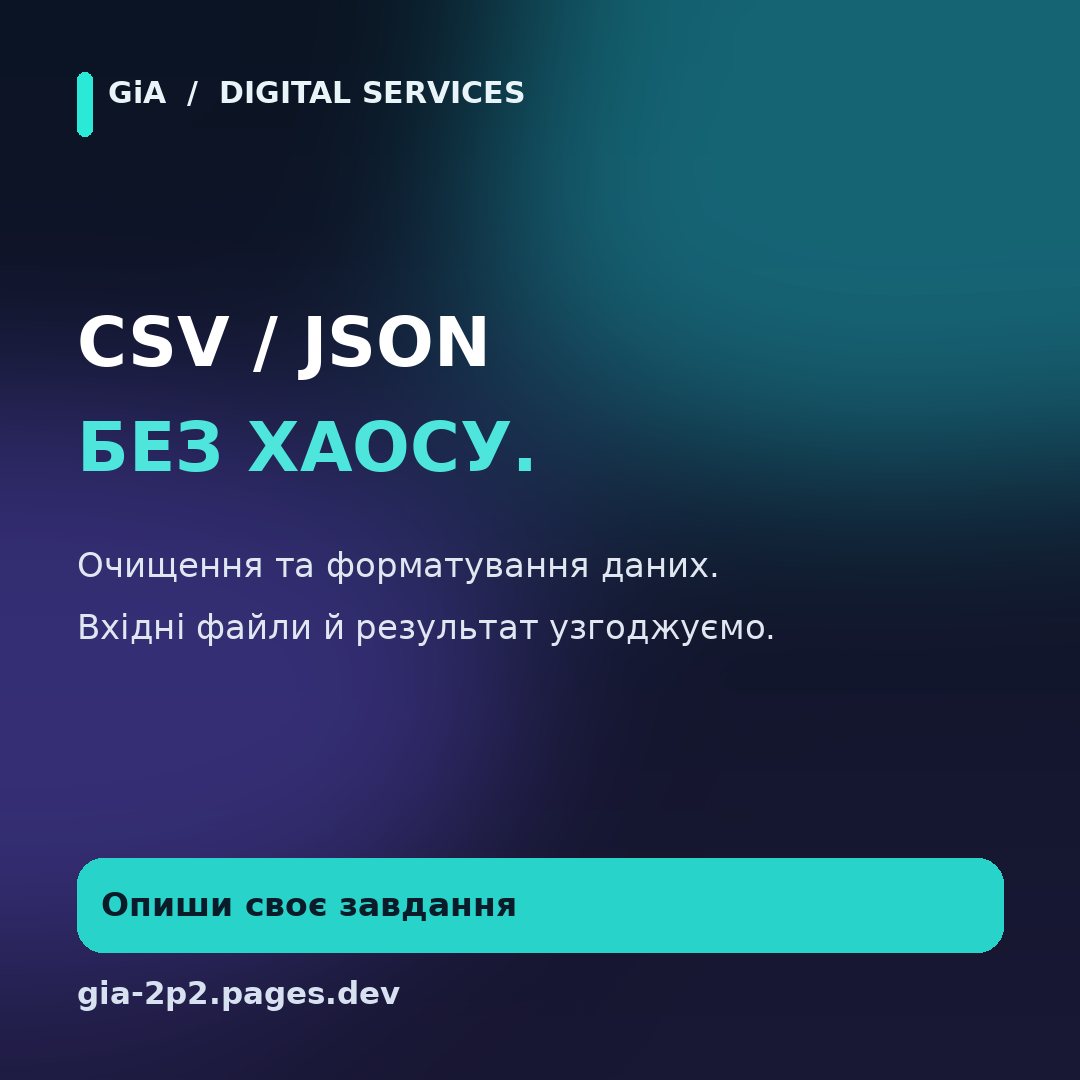 GiA / DIGITAL SERVICES
CSV / JSON
БЕЗ ХАОСУ.
Очищення та форматування даних.
Вхідні файли й результат узгоджуємо.
Опиши своє завдання
gia-2p2.pages.dev